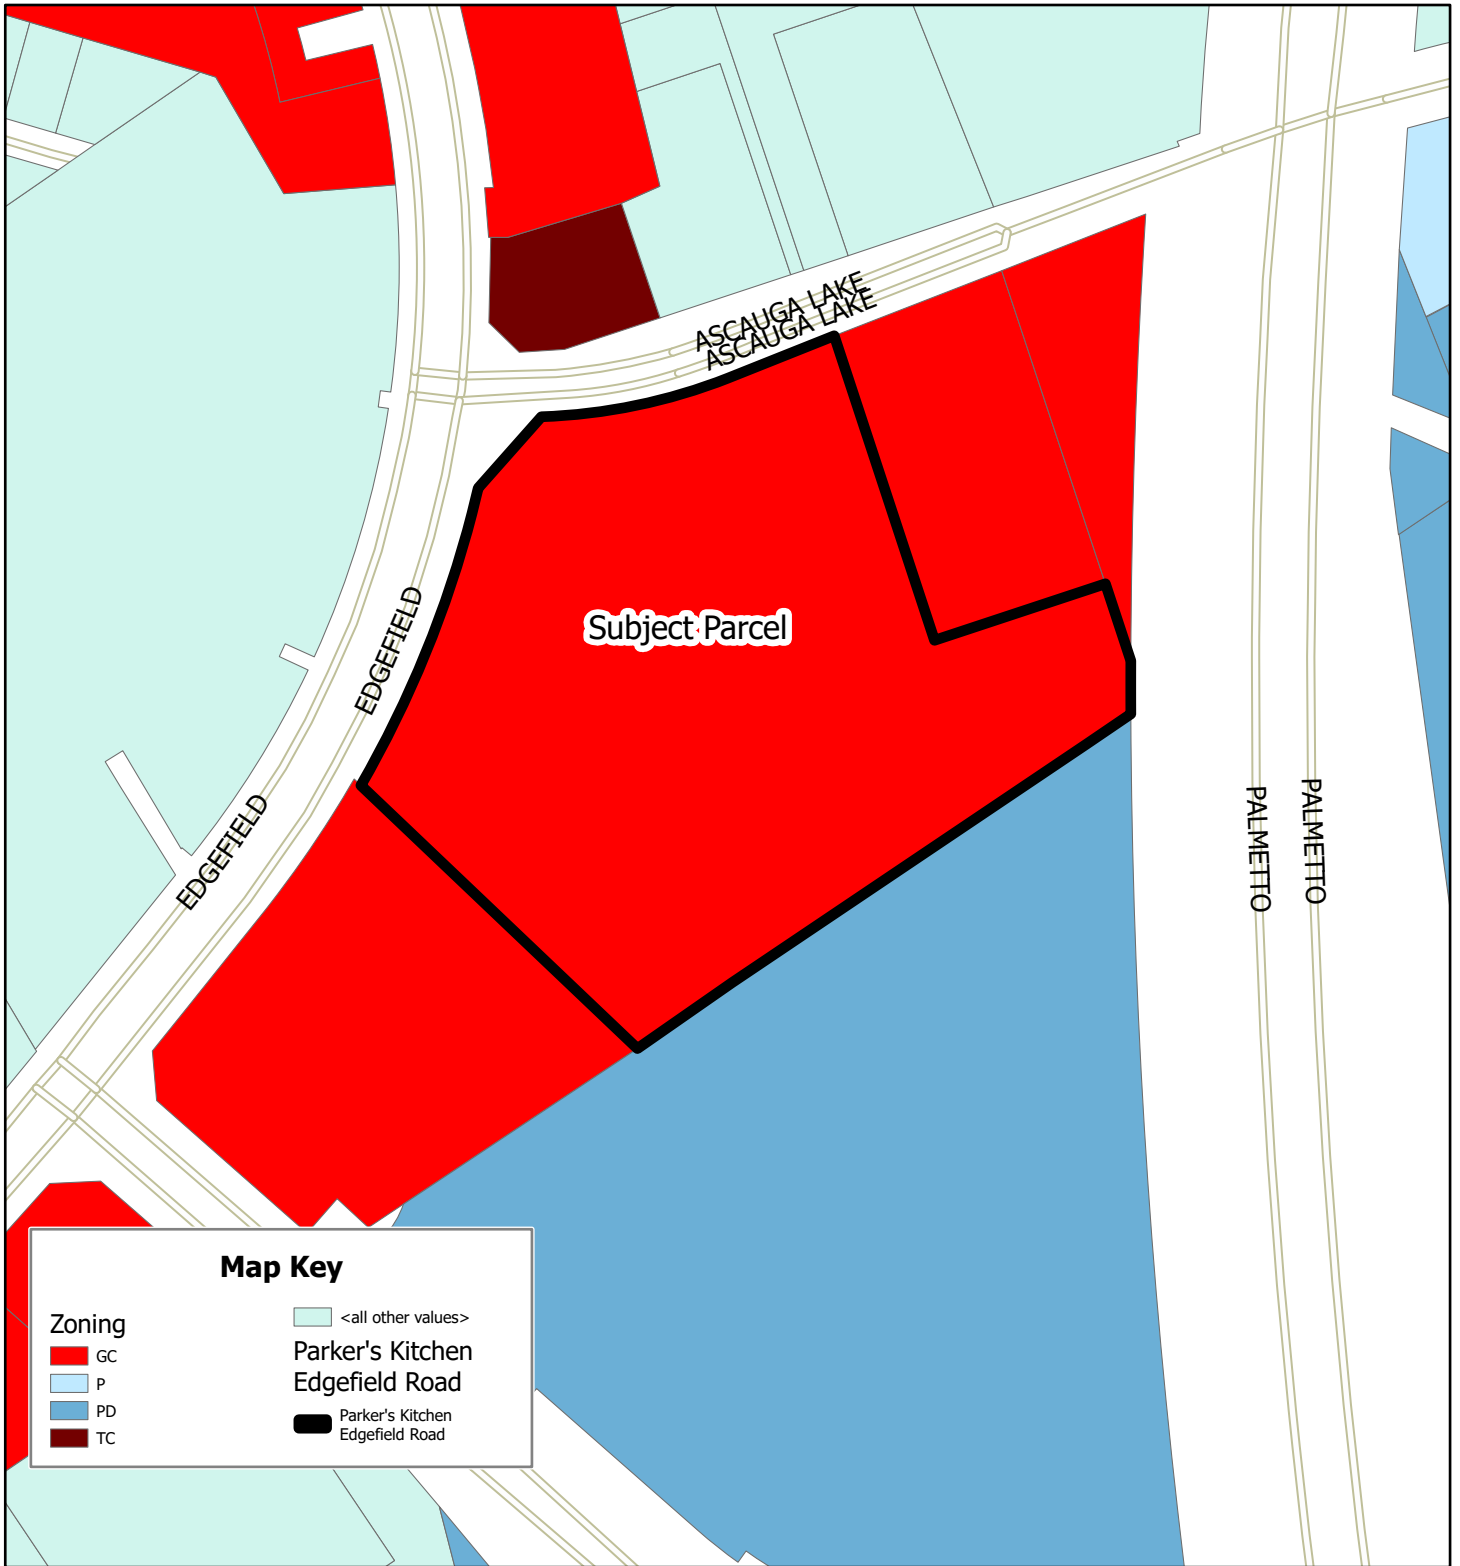 ASCAUGA LAKE
ASCAUGA LAKE
Subject Parcel
EDGEFIELD
EDGEFIELD
PALMETTO
PALMETTO
Map Key
Zoning
GC
P
PD
TC
<all other values>
Parker's Kitchen
Edgefield Road
Parker's Kitchen
Edgefield Road